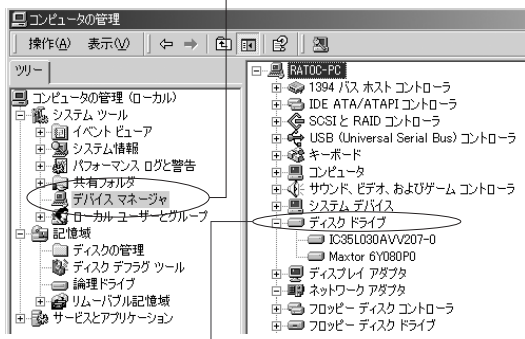 コンピュータの管理
操作(A) 表示(V)
ツリー
コンピュータの管理 (ローカル)
システム ツール
イベント ビューア
システム情報
パフォーマンス ログと警告
共有フォルダ
デバイス マネージャ
ローカル ユーザーとグループ
記憶域
ディスクの管理
ディスク デフラグ ツール
論理ドライブ
リムーバブル記憶域
サービスとアプリケーション
RATOC-PC
1394 バス ホスト コントローラ
IDE ATA/ATAPI コントローラ
SCSI と RAID コントローラ
USB (Universal Serial Bus) コントローラ
キーボード
コンピュータ
サウンド、ビデオ、およびゲーム コントローラ
システム デバイス
ディスク ドライブ
IC35L030AVV207-0
Maxtor 6Y080P0
ディスプレイ アダプタ
ネットワーク アダプタ
フロッピー ディスク コントローラ
フロッピー ディスク ドライブ